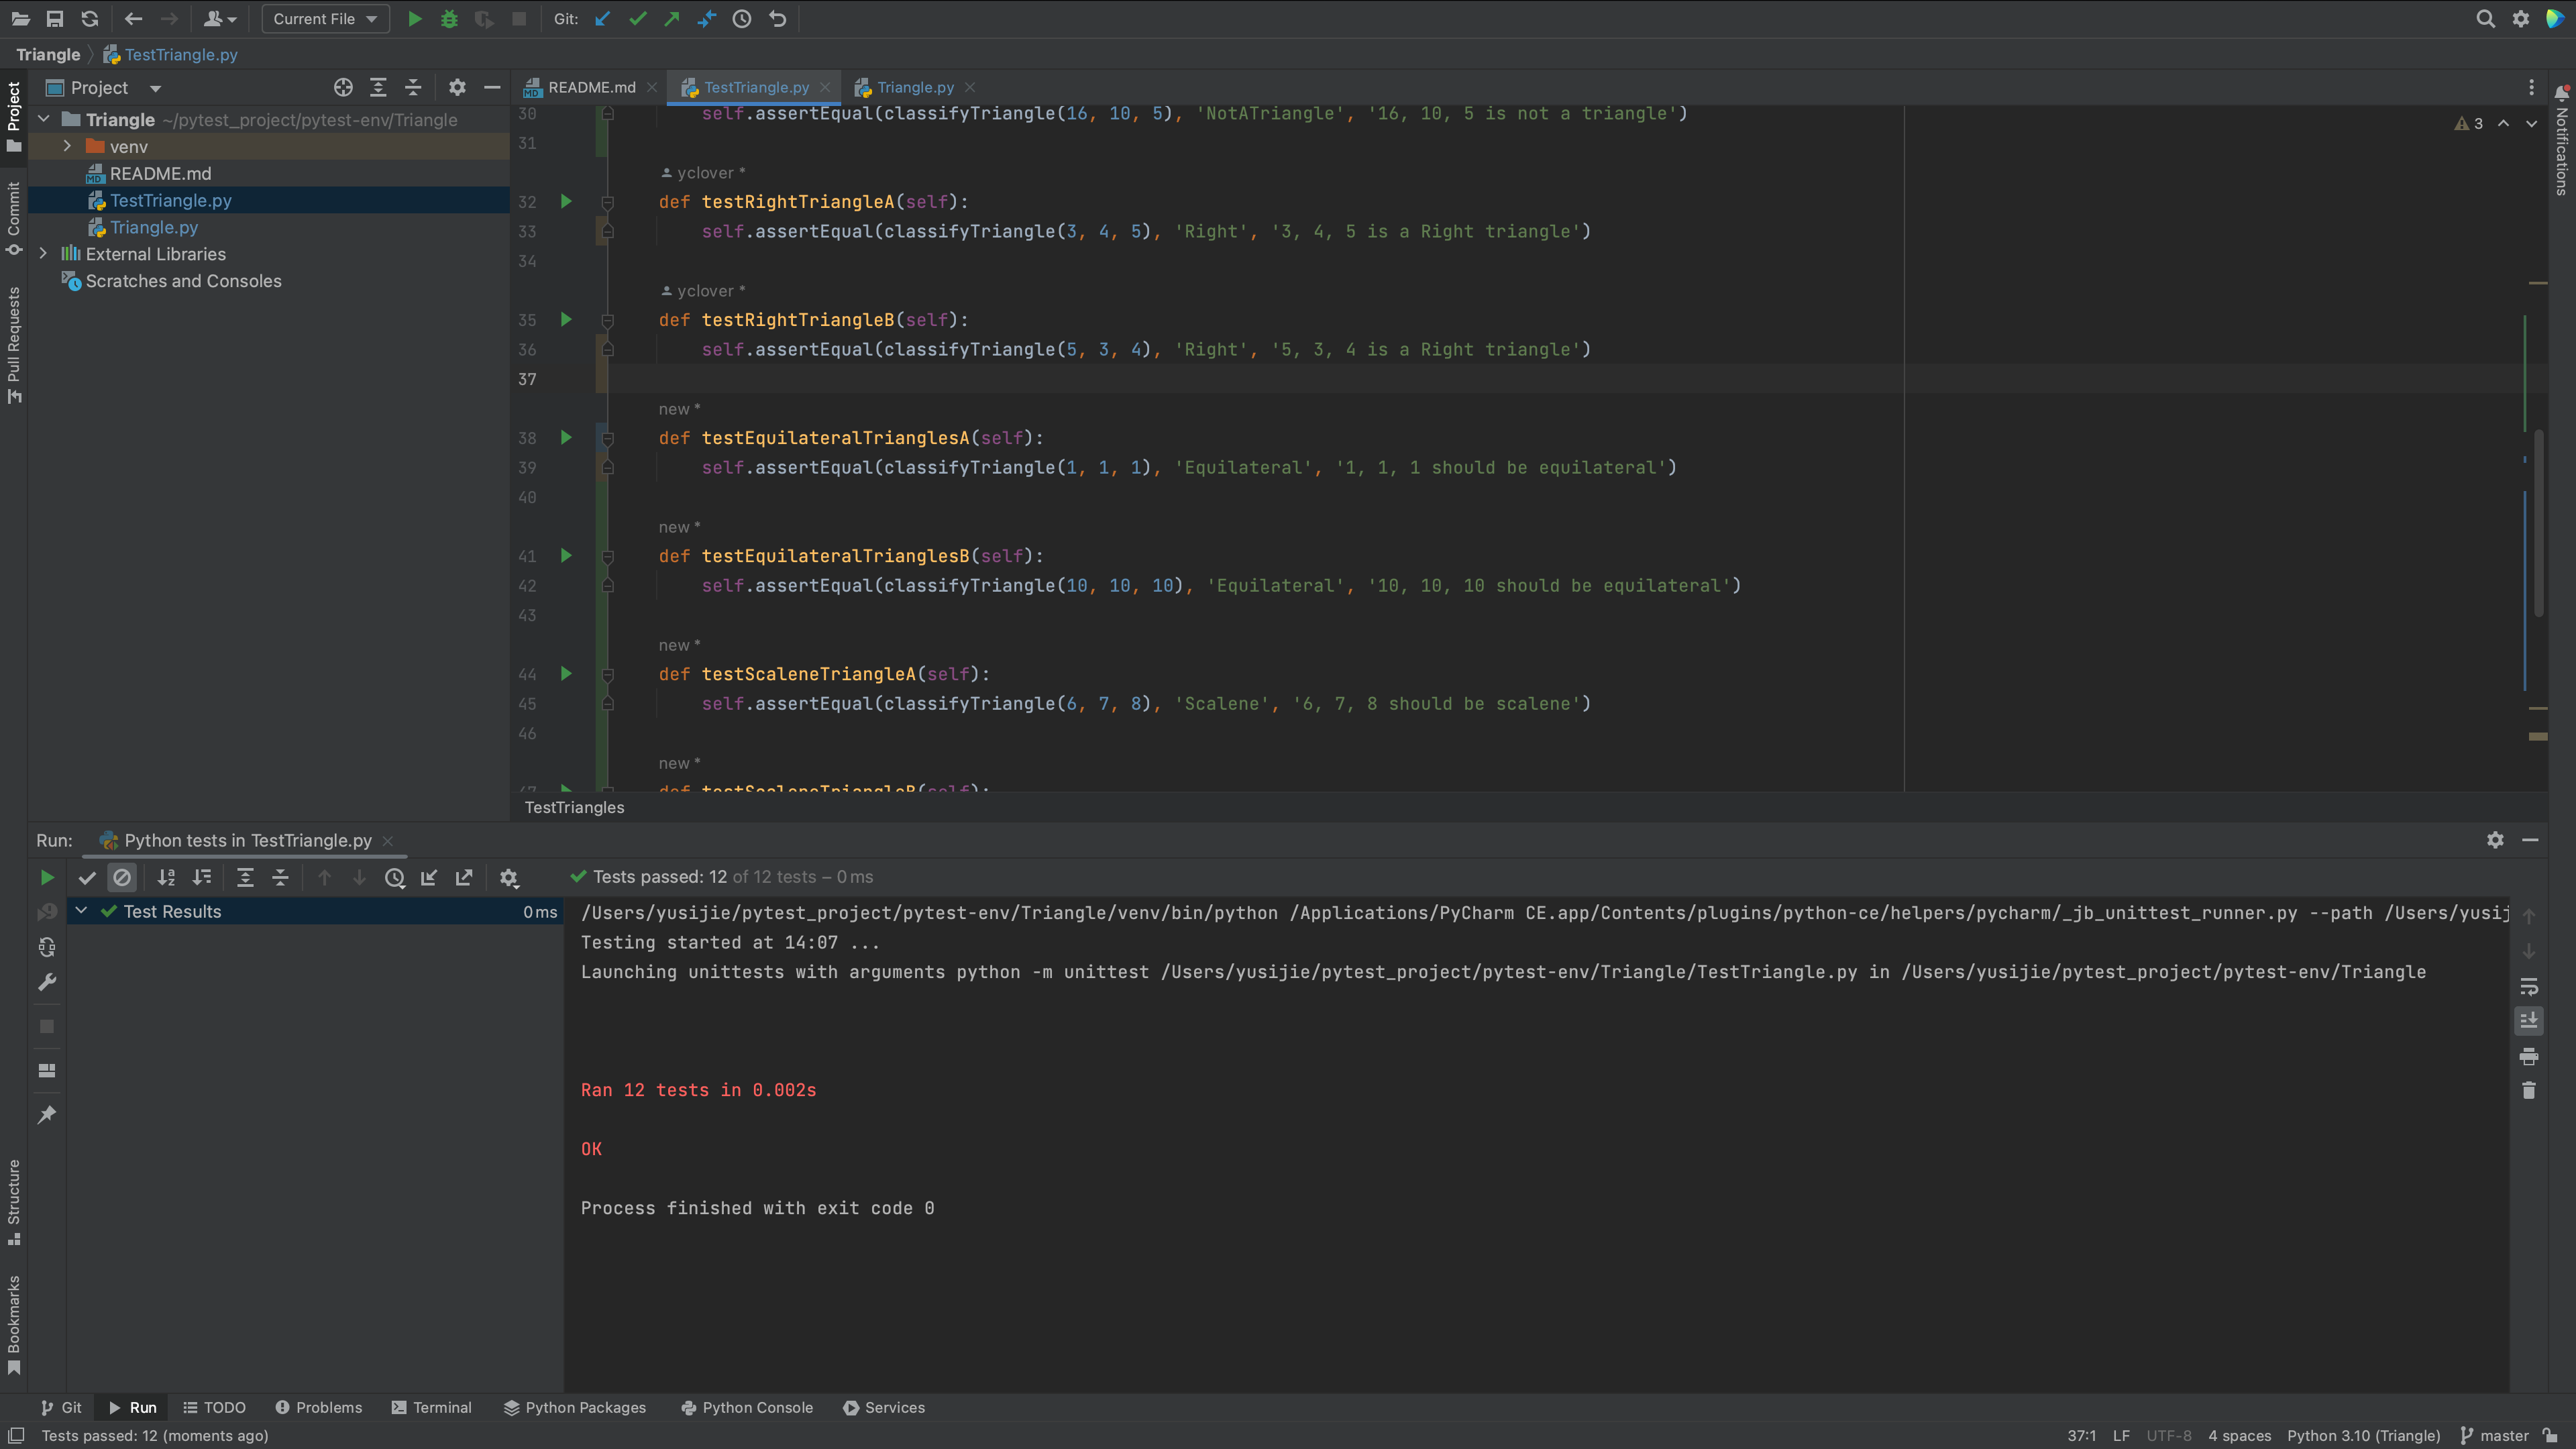 Current File
Git:
Triangle
TestTriangle.py
Project
README.md
TestTriangle.py
Triangle.py
Triangle ~/pytest_project/pytest-env/Triangle
venv
README.md
TestTriangle.py
Triangle.py
External Libraries
Scratches and Consoles
Project
Commit
Pull Requests
Structure
Bookmarks
Notifications
3
30 self.assertEqual(classifyTriangle(16, 10, 5), 'NotATriangle', '16, 10, 5 is not a triangle')
31
yclover *
32 def testRightTriangleA(self):
33 self.assertEqual(classifyTriangle(3, 4, 5), 'Right', '3, 4, 5 is a Right triangle')
34
yclover *
35 def testRightTriangleB(self):
36 self.assertEqual(classifyTriangle(5, 3, 4), 'Right', '5, 3, 4 is a Right triangle')
37
new *
38 def testEquilateralTrianglesA(self):
39 self.assertEqual(classifyTriangle(1, 1, 1), 'Equilateral', '1, 1, 1 should be equilateral')
40
new *
41 def testEquilateralTrianglesB(self):
42 self.assertEqual(classifyTriangle(10, 10, 10), 'Equilateral', '10, 10, 10 should be equilateral')
43
new *
44 def testScaleneTriangleA(self):
45 self.assertEqual(classifyTriangle(6, 7, 8), 'Scalene', '6, 7, 8 should be scalene')
46
new *
47 def testScaleneTriangleB(self):
TestTriangles
Run: Python tests in TestTriangle.py
Tests passed: 12 of 12 tests – 0 ms
Test Results 0 ms
/Users/yusijie/pytest_project/pytest-env/Triangle/venv/bin/python /Applications/PyCharm CE.app/Contents/plugins/python-ce/helpers/pycharm/_jb_unittest_runner.py --path /Users/yusij
Testing started at 14:07 ...
Launching unittests with arguments python -m unittest /Users/yusijie/pytest_project/pytest-env/Triangle/TestTriangle.py in /Users/yusijie/pytest_project/pytest-env/Triangle
Ran 12 tests in 0.002s
OK
Process finished with exit code 0
Git
Run
TODO
Problems
Terminal
Python Packages
Python Console
Services
Tests passed: 12 (moments ago)
37:1 LF UTF-8 4 spaces Python 3.10 (Triangle) master